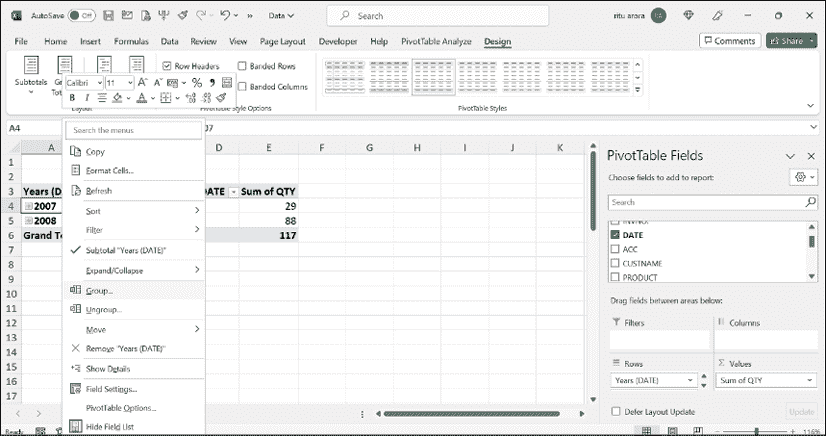 AutoSave Off Data Search ritu arora RA
File Home Insert Formulas Data Review View Page Layout Developer Help PivotTable Analyze Design Comments Share
Row Headers Banded Rows
Subtotals
Calibri 11 A^ A˅ % 9
B I A Banded Columns
PivotTable Style Options PivotTable Styles
A4 07
Search the menus
Copy
Format Cells...
Refresh
Sort
Filter
Subtotal "Years (DATE)"
Expand/Collapse
Group...
Ungroup...
Move
Remove "Years (DATE)"
Show Details
Field Settings...
PivotTable Options...
Hide Field List
A D E F G H I J K
1
2
3 Years (D DATE Sum of QTY
4 2007 29
5 2008 88
6 Grand To 117
7
8
9
10
11
12
13
14
15
16
17
PivotTable Fields
Choose fields to add to report:
Search
DATE
ACC
CUSTNAME
PRODUCT
Drag fields between areas below:
Filters Columns
Rows Values
Years (DATE) Sum of QTY
Defer Layout Update Update
Ready 116%